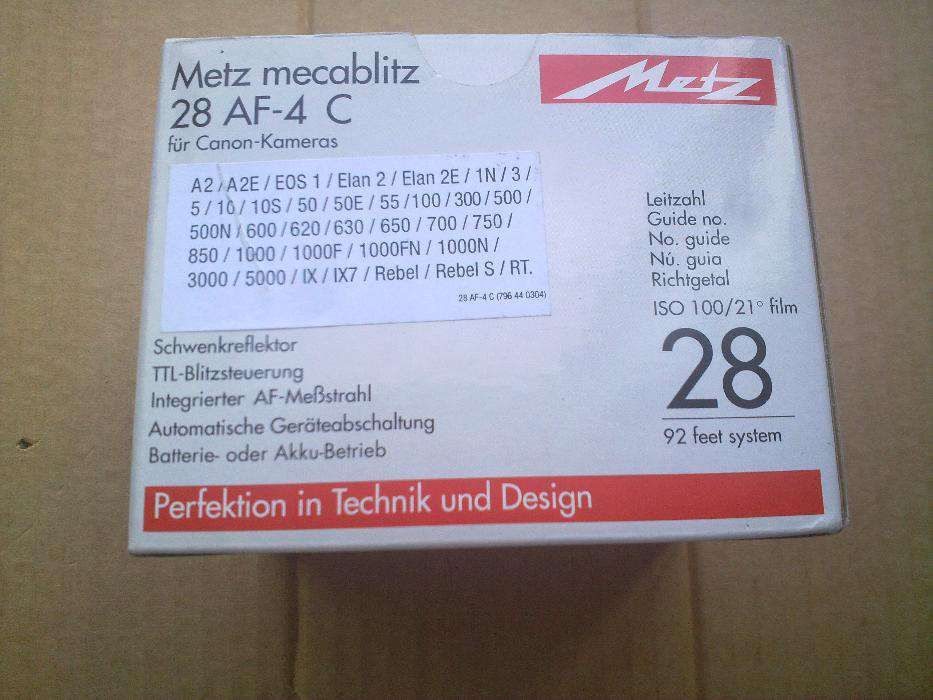 Metz mecablitz
28 AF-4 C
für Canon-Kameras
Metz
A2 / A2E / EOS 1 / Elan 2 / Elan 2E / 1N / 3 /
5 / 10 / 10S / 50 / 50E / 55 /100 / 300 / 500 /
500N / 600 / 620 / 630 / 650 / 700 / 750 /
850 / 1000 / 1000F / 1000FN / 1000N /
3000 / 5000 / IX / IX7 / Rebel / Rebel S / RT.
28 AF-4 C (796 44 0304)
Leitzahl
Guide no.
No. guide
Nú. guia
Richtgetal
ISO 100/21° film
28
92 feet system
Schwenkreflektor
TTL-Blitzsteuerung
Integrierter AF-Meßstrahl
Automatische Geräteabschaltung
Batterie- oder Akku-Betrieb
Perfektion in Technik und Design